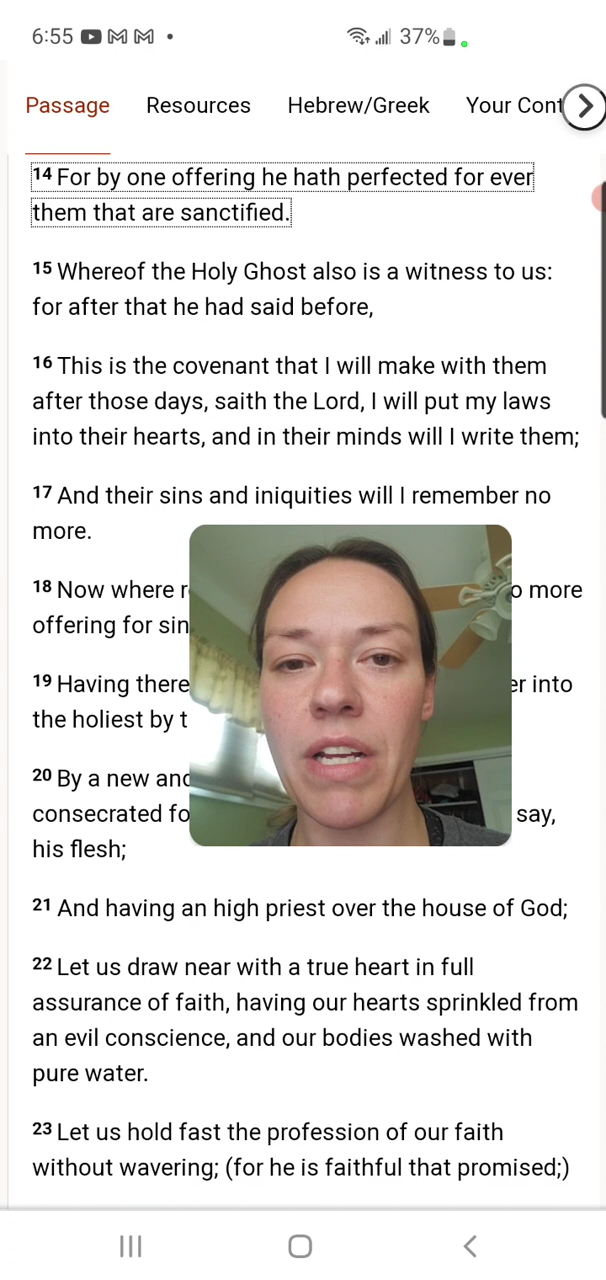 6:55
37%
Passage Resources Hebrew/Greek Your Cont
14 For by one offering he hath perfected for ever
them that are sanctified.
15 Whereof the Holy Ghost also is a witness to us:
for after that he had said before,
16 This is the covenant that I will make with them
after those days, saith the Lord, I will put my laws
into their hearts, and in their minds will I write them;
17 And their sins and iniquities will I remember no
more.
18 Now where r o more
offering for sin
19 Having there er into
the holiest by t
20 By a new and
consecrated fo say,
his flesh;
21 And having an high priest over the house of God;
22 Let us draw near with a true heart in full
assurance of faith, having our hearts sprinkled from
an evil conscience, and our bodies washed with
pure water.
23 Let us hold fast the profession of our faith
without wavering; (for he is faithful that promised;)